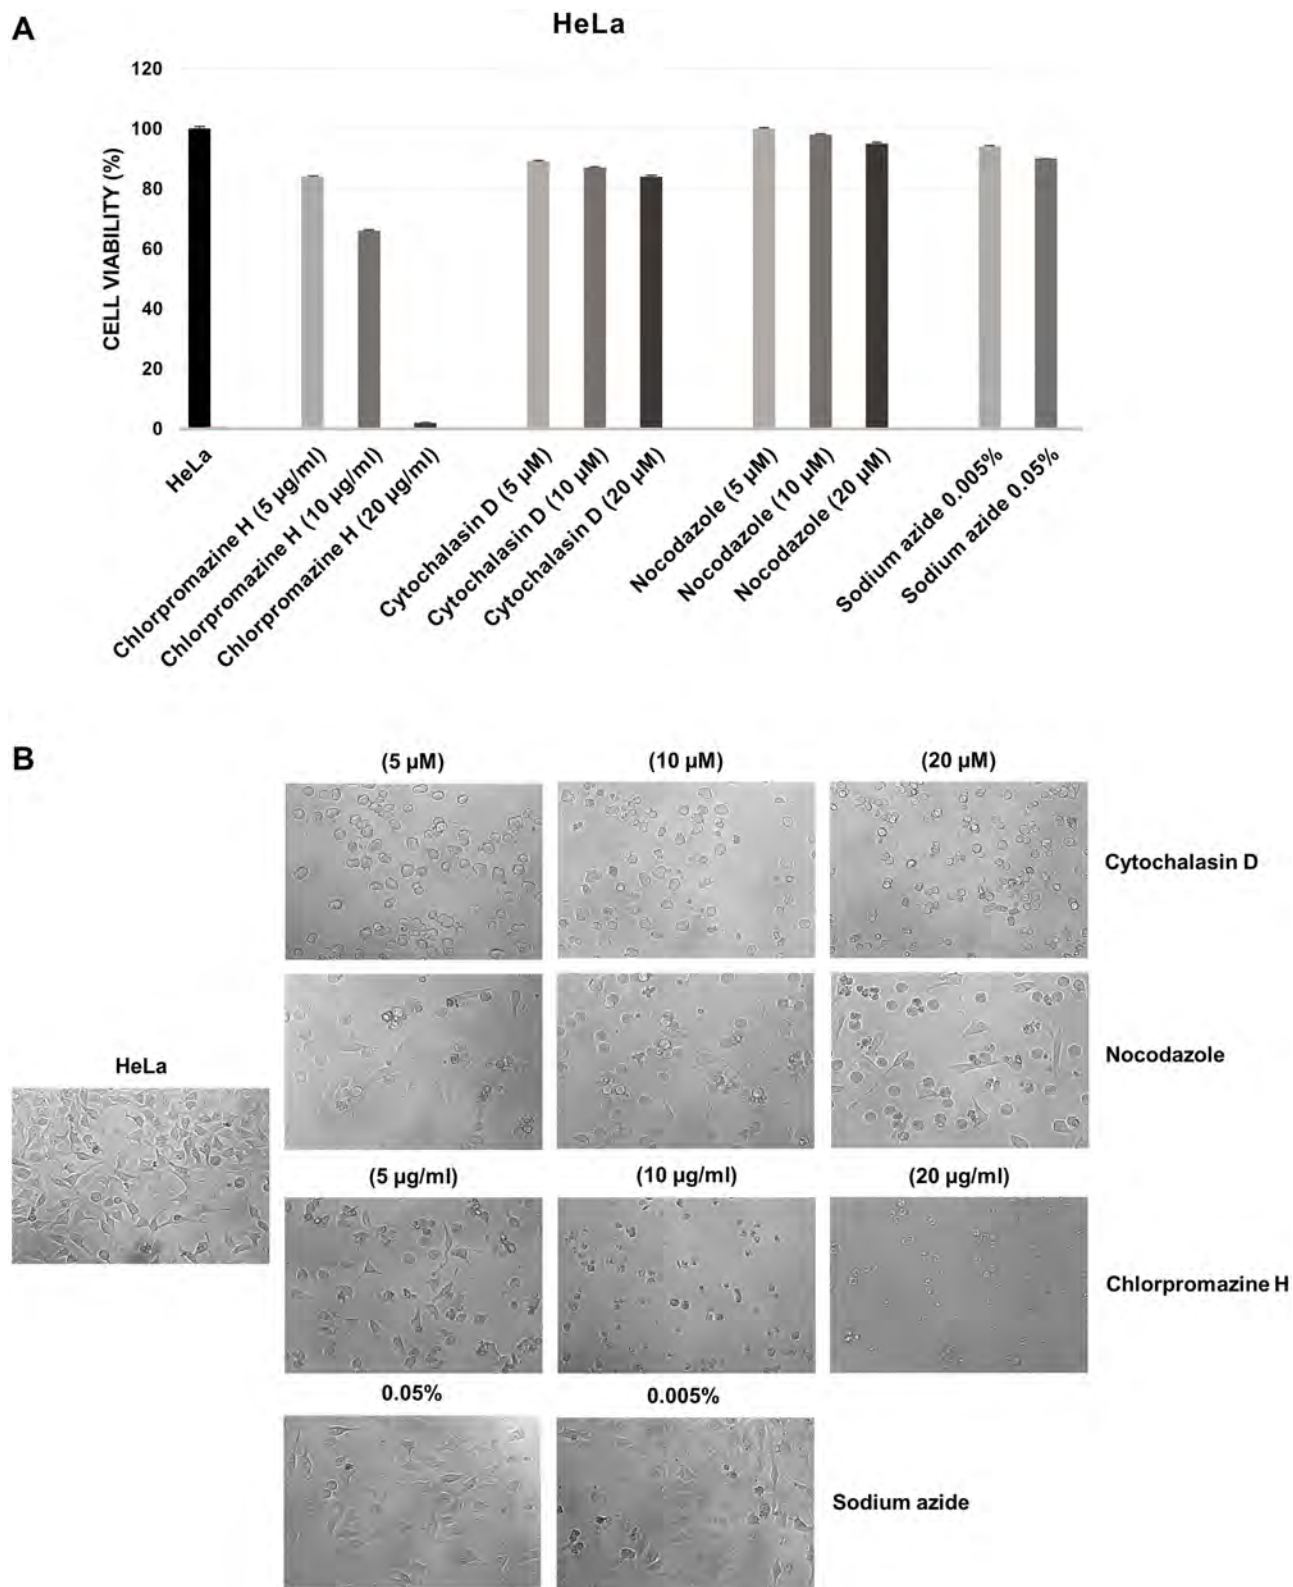 A
HeLa
120
100
80
60
40
20
0
CELL VIABILITY (%)
HeLa
Chlorpromazine H (5 µg/ml)
Chlorpromazine H (10 µg/ml)
Chlorpromazine H (20 µg/ml)
Cytochalasin D (5 µM)
Cytochalasin D (10 µM)
Cytochalasin D (20 µM)
Nocodazole (5 µM)
Nocodazole (10 µM)
Nocodazole (20 µM)
Sodium azide 0.005%
Sodium azide 0.05%
B
(5 µM) (10 µM) (20 µM)
Cytochalasin D
Nocodazole
HeLa
(5 µg/ml) (10 µg/ml) (20 µg/ml)
Chlorpromazine H
0.05% 0.005%
Sodium azide